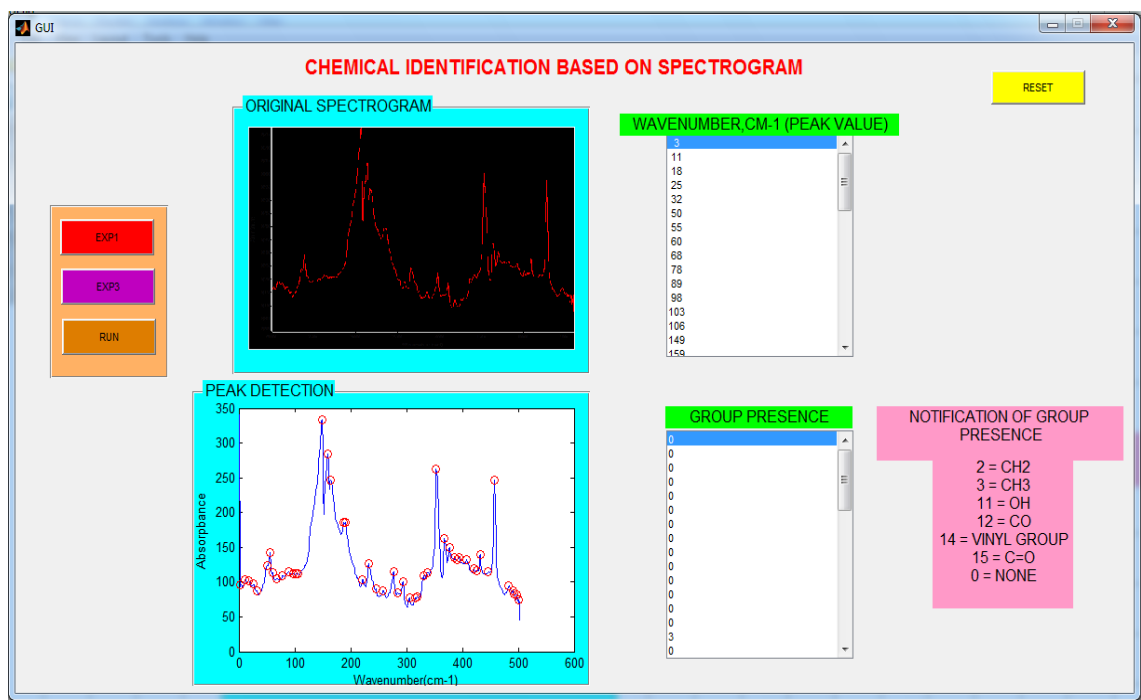 GUI
CHEMICAL IDENTIFICATION BASED ON SPECTROGRAM
RESET
ORIGINAL SPECTROGRAM
WAVENUMBER,CM-1 (PEAK VALUE)
3
11
18
25
32
50
55
60
68
78
89
98
103
106
149
159
EXP1
EXP3
RUN
PEAK DETECTION
350
300
250
200
150
100
50
0
Absorpbance
0 100 200 300 400 500 600
Wavenumber(cm-1)
GROUP PRESENCE
0
0
0
0
0
0
0
0
0
0
0
0
0
0
3
0
NOTIFICATION OF GROUP
PRESENCE
2 = CH2
3 = CH3
11 = OH
12 = CO
14 = VINYL GROUP
15 = C=O
0 = NONE